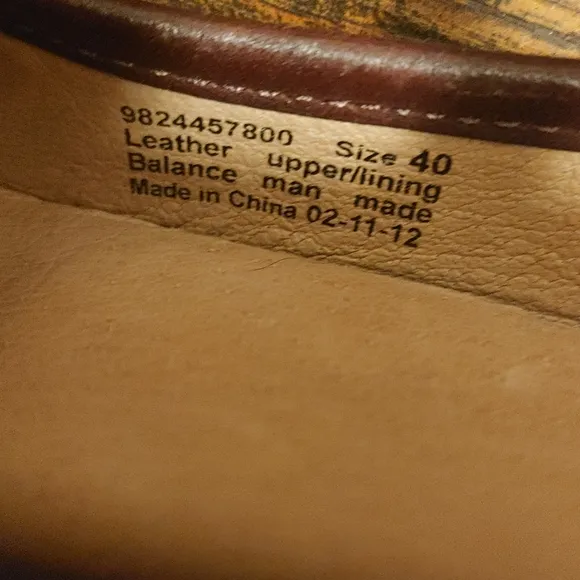 9824457800 Size 40
Leather upper/lining
Balance man made
Made in China 02-11-12